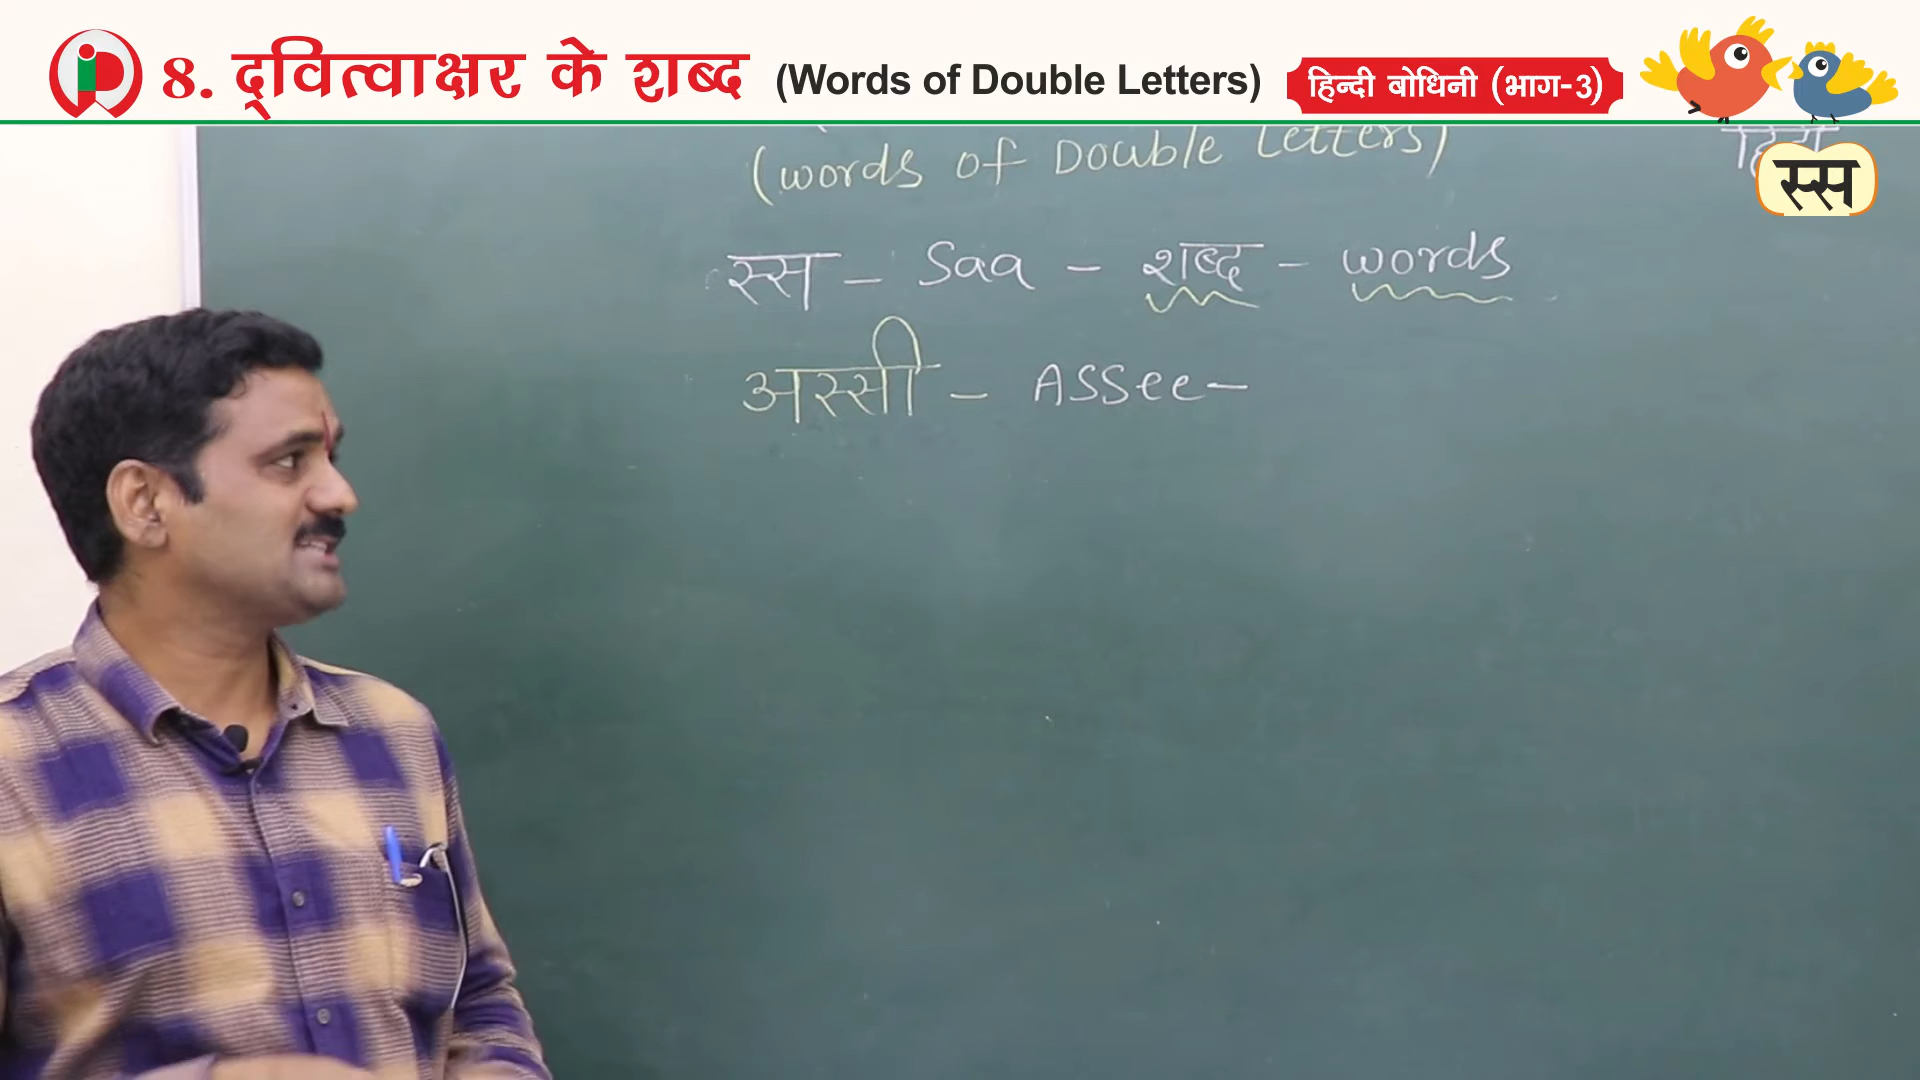 8. द्वित्वाक्षर के शब्द (Words of Double Letters) हिन्दी बोधिनी (भाग-3)
(words of Double Letters)
स्स
स्स - Saa - शब्द - words
अस्सी - ASSee -